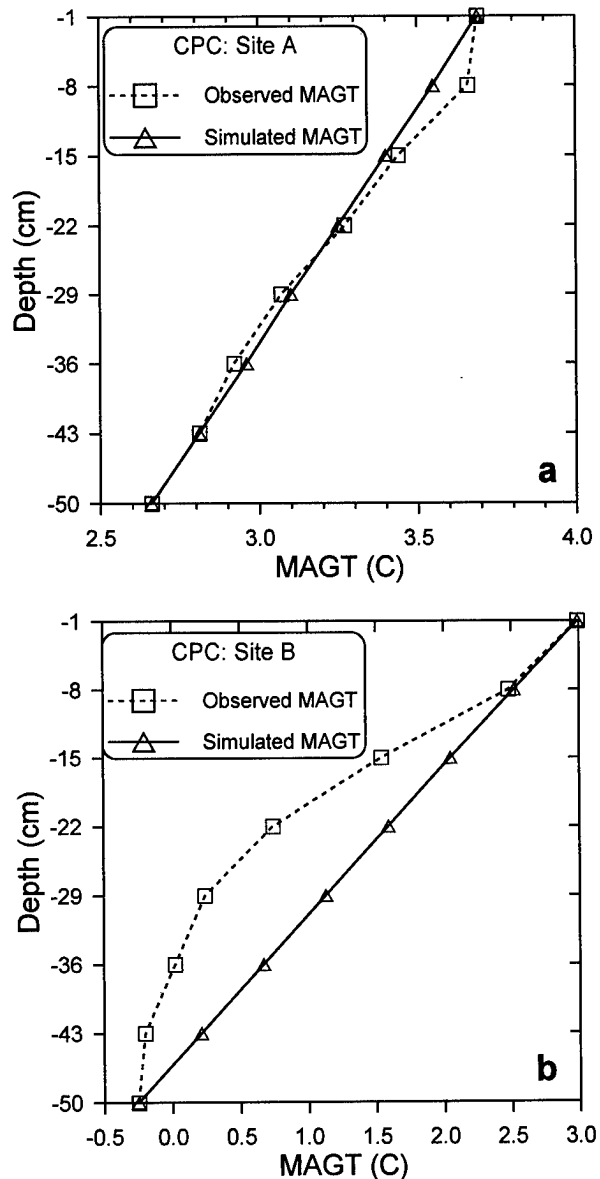 -1
CPC: Site A
Observed MAGT
Simulated MAGT
-8
-15
-22
-29
-36
-43
-50
Depth (cm)
a
2.5 3.0 3.5 4.0
MAGT (C)
-1
CPC: Site B
Observed MAGT
Simulated MAGT
-8
-15
-22
-29
-36
-43
-50
Depth (cm)
b
-0.5 0.0 0.5 1.0 1.5 2.0 2.5 3.0
MAGT (C)